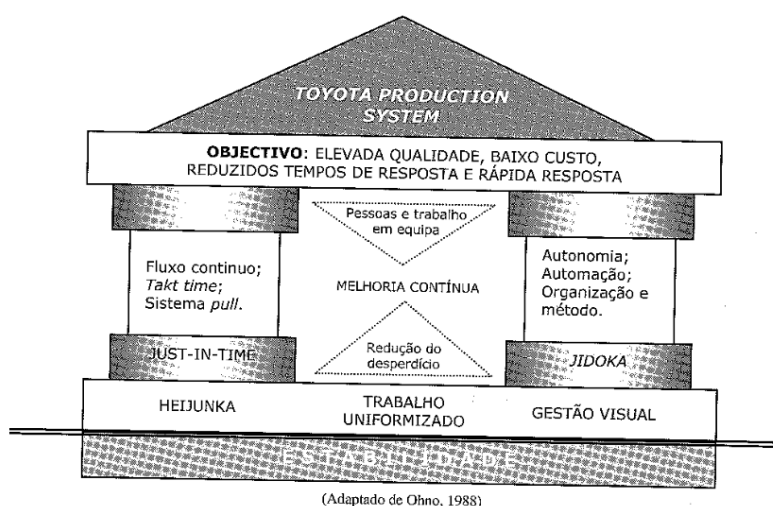 TOYOTA PRODUCTION
SYSTEM
OBJECTIVO: ELEVADA QUALIDADE, BAIXO CUSTO,
REDUZIDOS TEMPOS DE RESPOSTA E RÁPIDA RESPOSTA
Pessoas e trabalho
em equipa
Fluxo continuo;
Takt time;
Sistema pull.
MELHORIA CONTÍNUA
Autonomia;
Automação;
Organização e
método.
JUST-IN-TIME
Redução do
desperdício
JIDOKA
HEIJUNKA
TRABALHO
UNIFORMIZADO
GESTÃO VISUAL
ESTABILIDADE
(Adaptado de Ohno, 1988)